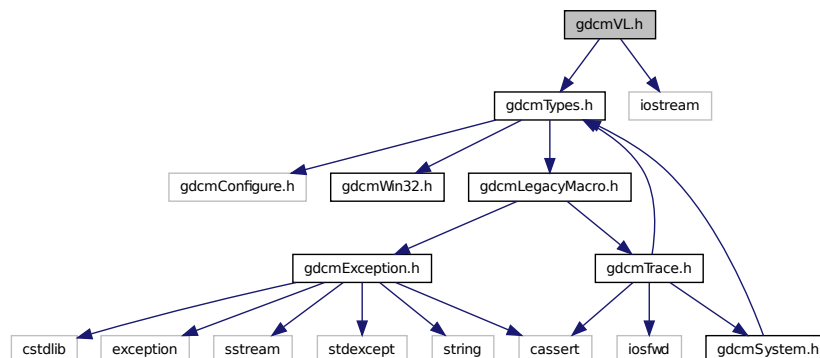 gdcmVL.h
gdcmTypes.h
iostream
gdcmConfigure.h
gdcmWin32.h
gdcmLegacyMacro.h
gdcmException.h
gdcmTrace.h
cstdlib
exception
sstream
stdexcept
string
cassert
iosfwd
gdcmSystem.h